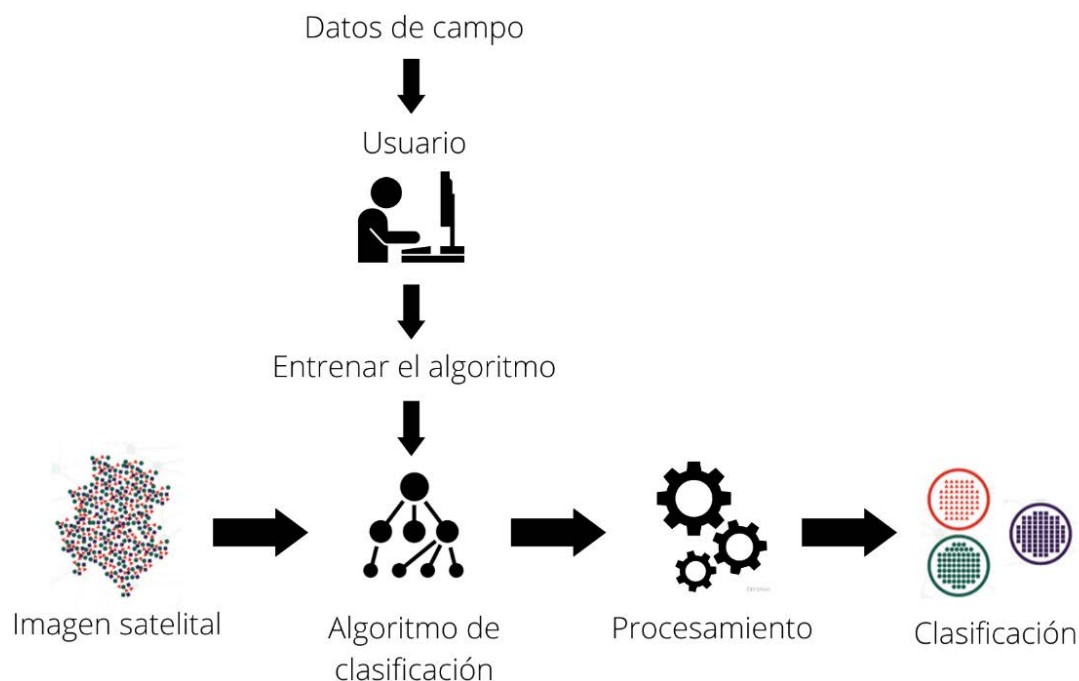 Datos de campo
Usuario
Entrenar el algoritmo
Imagen satelital
Algoritmo de
clasificación
Procesamiento
Clasificación